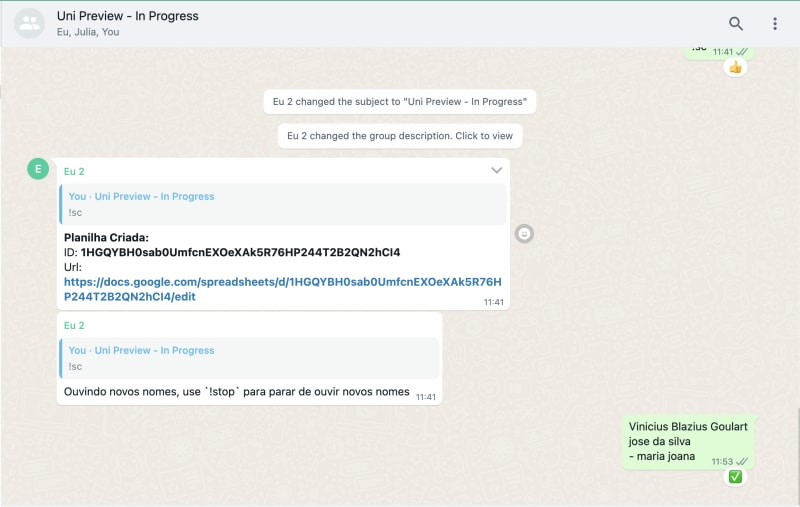 Uni Preview - In Progress
Eu, Julia, You
!sc 11:41
Eu 2 changed the subject to "Uni Preview - In Progress"
Eu 2 changed the group description. Click to view
E
Eu 2
You · Uni Preview - In Progress
!sc
Planilha Criada:
ID: 1HGQYBH0sab0UmfcnEXOeXAk5R76HP244T2B2QN2hCI4
Url:
https://docs.google.com/spreadsheets/d/1HGQYBH0sab0UmfcnEXOeXAk5R76H
P244T2B2QN2hCI4/edit
11:41
Eu 2
You · Uni Preview - In Progress
!sc
Ouvindo novos nomes, use `!stop` para parar de ouvir novos nomes 11:41
Vinicius Blazius Goulart
jose da silva
- maria joana 11:53